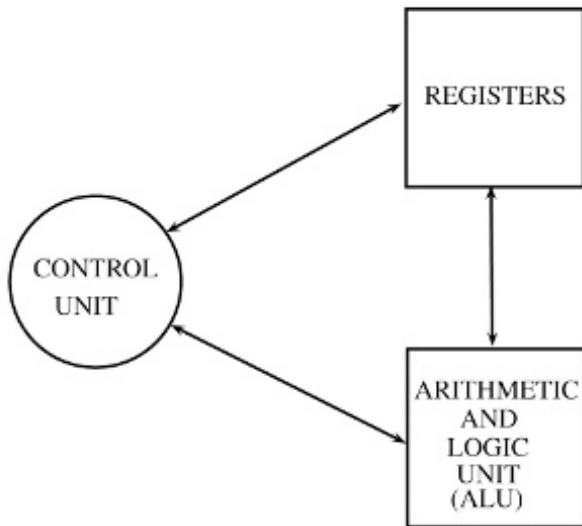 REGISTERS
CONTROL
UNIT
ARITHMETIC
AND
LOGIC
UNIT
(ALU)